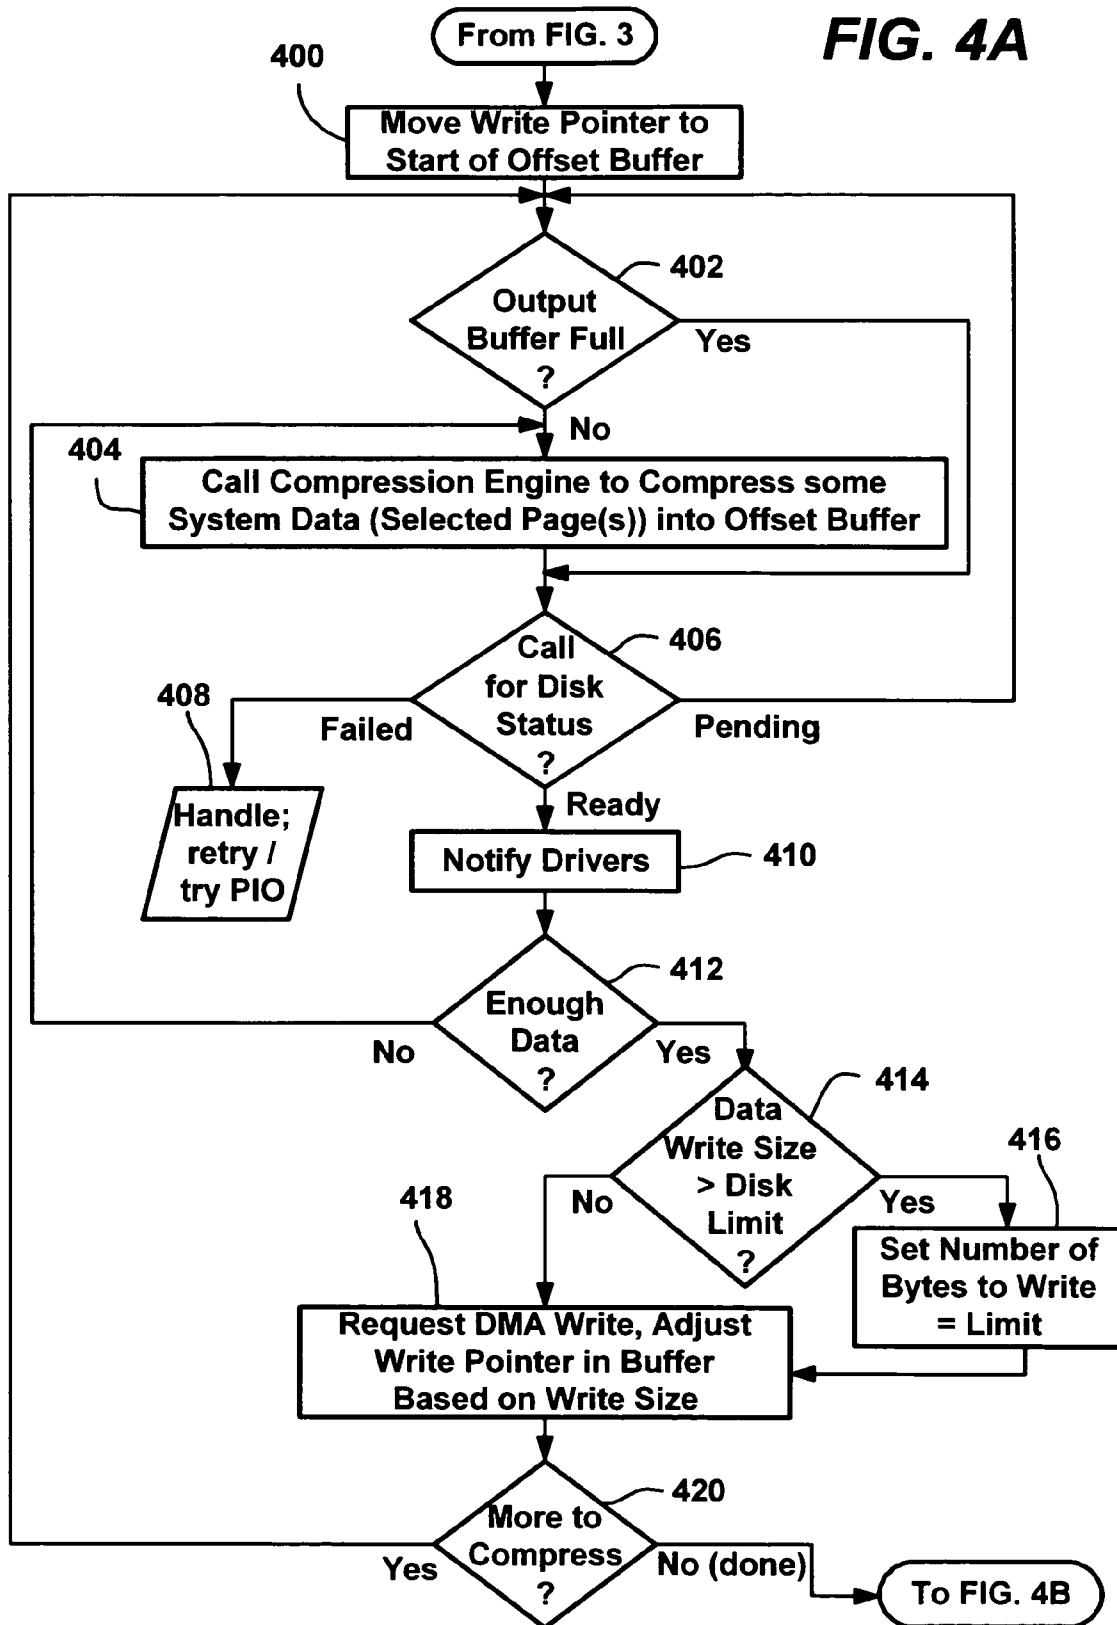 From FIG. 3
FIG. 4A
400
Move Write Pointer to
Start of Offset Buffer
402
Output
Buffer Full
?
Yes
No
404
Call Compression Engine to Compress some
System Data (Selected Page(s)) into Offset Buffer
406
Call
for Disk
Status
?
408
Failed
Pending
Ready
Handle;
retry /
try PIO
Notify Drivers
410
412
Enough
Data
?
No
Yes
414
Data
Write Size
> Disk
Limit
?
416
418
No
Yes
Set Number of
Bytes to Write
= Limit
Request DMA Write, Adjust
Write Pointer in Buffer
Based on Write Size
420
More to
Compress
?
Yes
No (done)
To FIG. 4B